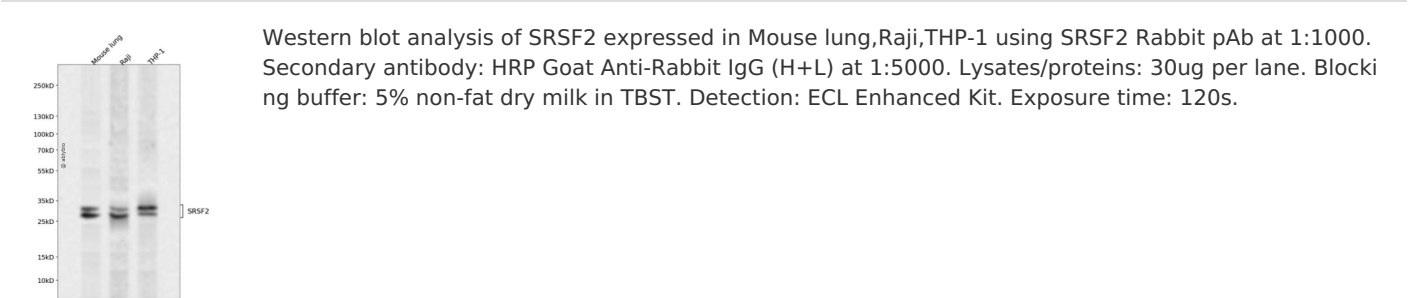 Mouse lung
Raji
THP-1
250kD
130kD
100kD
70kD
55kD
35kD
25kD
15kD
10kD
@ ablybio
SRSF2
Western blot analysis of SRSF2 expressed in Mouse lung,Raji,THP-1 using SRSF2 Rabbit pAb at 1:1000.
Secondary antibody: HRP Goat Anti-Rabbit IgG (H+L) at 1:5000. Lysates/proteins: 30ug per lane. Blocki
ng buffer: 5% non-fat dry milk in TBST. Detection: ECL Enhanced Kit. Exposure time: 120s.